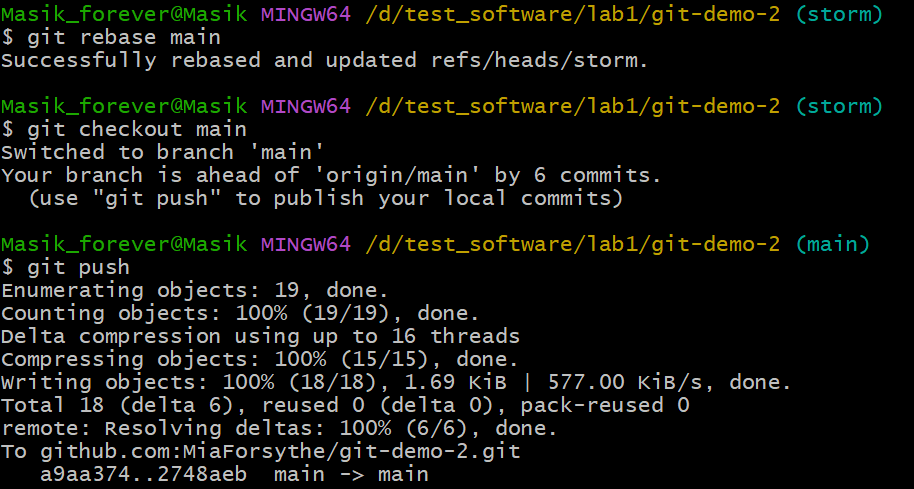 Masik_forever@Masik MINGW64 /d/test_software/lab1/git-demo-2 (storm)
$ git rebase main
Successfully rebased and updated refs/heads/storm.
Masik_forever@Masik MINGW64 /d/test_software/lab1/git-demo-2 (storm)
$ git checkout main
Switched to branch 'main'
Your branch is ahead of 'origin/main' by 6 commits.
  (use "git push" to publish your local commits)
Masik_forever@Masik MINGW64 /d/test_software/lab1/git-demo-2 (main)
$ git push
Enumerating objects: 19, done.
Counting objects: 100% (19/19), done.
Delta compression using up to 16 threads
Compressing objects: 100% (15/15), done.
Writing objects: 100% (18/18), 1.69 KiB | 577.00 KiB/s, done.
Total 18 (delta 6), reused 0 (delta 0), pack-reused 0
remote: Resolving deltas: 100% (6/6), done.
To github.com:MiaForsythe/git-demo-2.git
   a9aa374..2748aeb  main -> main